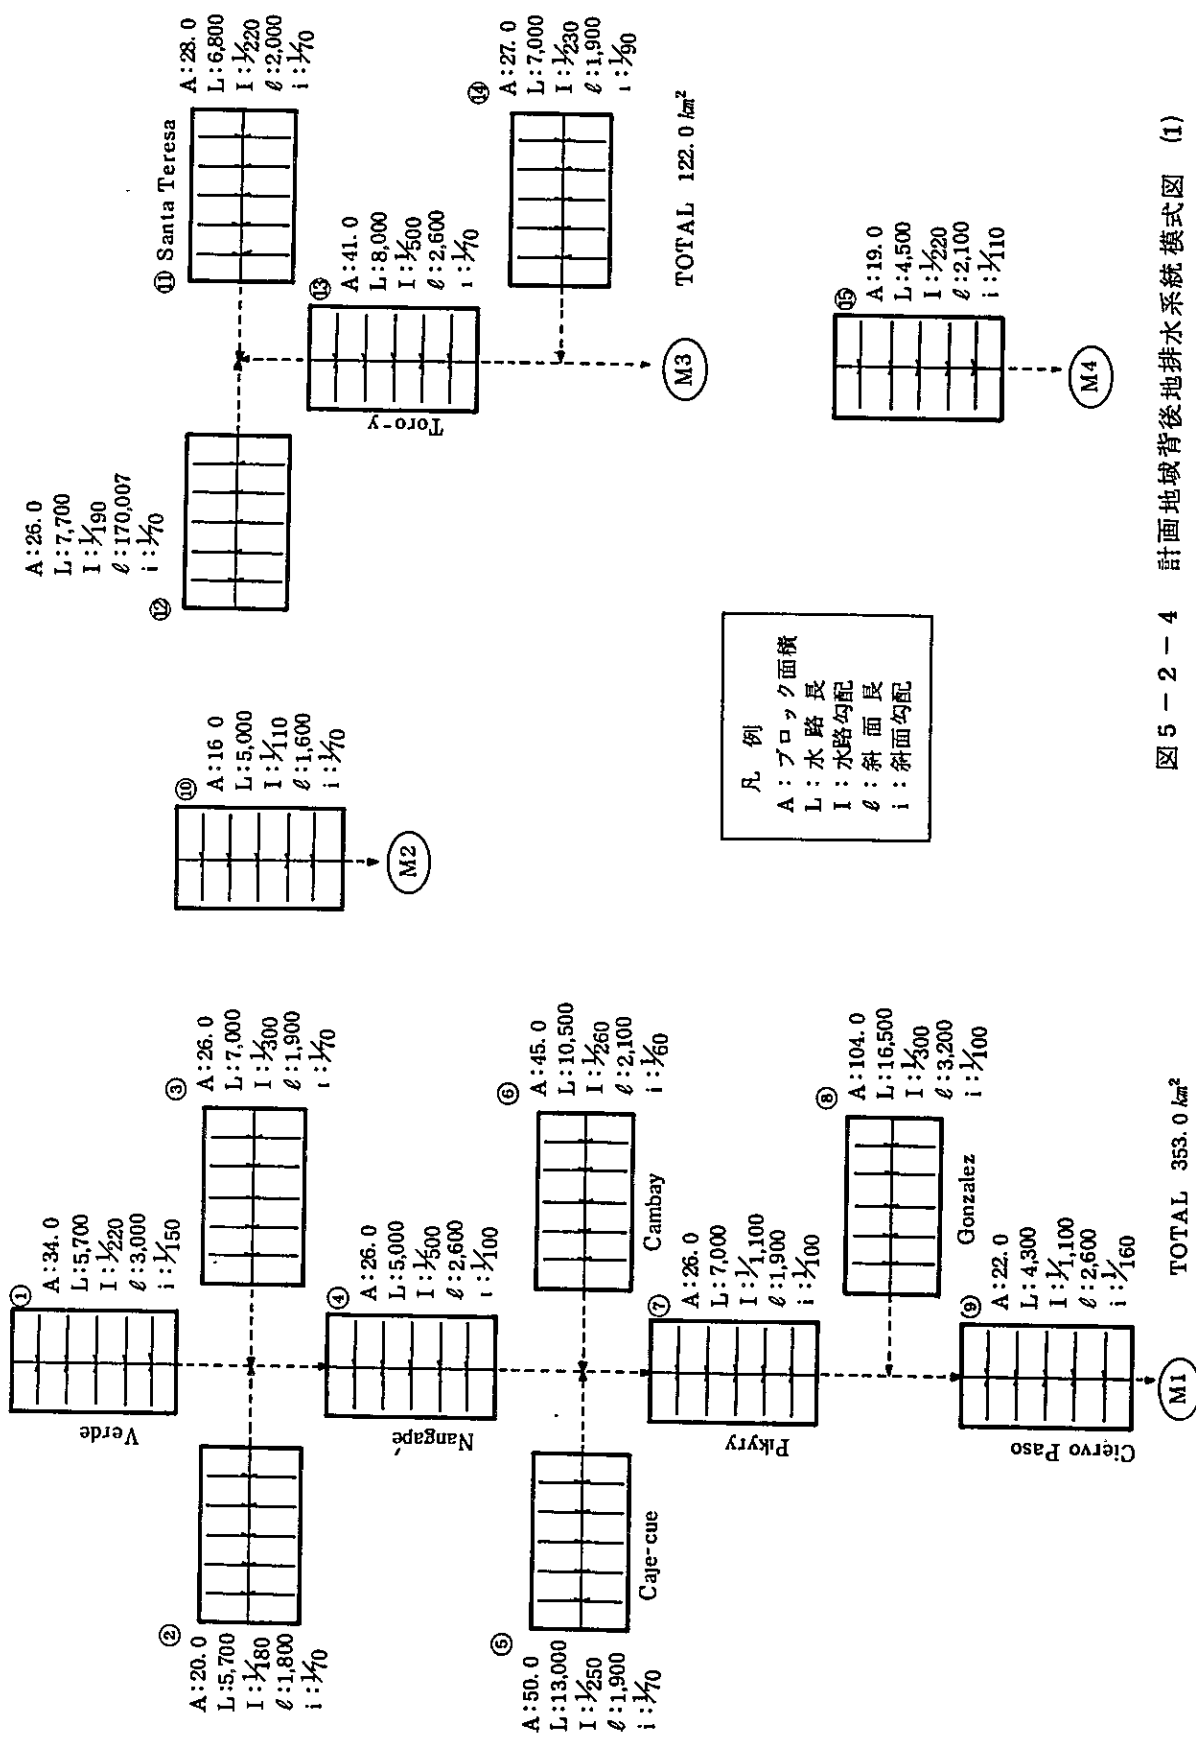 ①
A:34.0
L:5,700
I:1/220
ℓ:3,000
i:1/150
Verde
②
A:20.0
L:5,700
I:1/180
ℓ:1,800
i:1/70
③
A:26.0
L:7,000
I:1/300
ℓ:1,900
i:1/70
④
A:26.0
L:5,000
I:1/500
ℓ:2,600
i:1/100
Nangapé
⑤
A:50.0
L:13,000
I:1/250
ℓ:1,900
i:1/70
Caje-cue
⑥
A:45.0
L:10,500
I:1/260
ℓ:2,100
i:1/60
Cambay
⑦
A:26.0
L:7,000
I:1/1,100
ℓ:1,900
i:1/100
Pikyry
⑧
A:104.0
L:16,500
I:1/300
ℓ:3,200
i:1/100
Gonzalez
⑨
A:22.0
L:4,300
I:1/1,100
ℓ:2,600
i:1/160
Ciervo Paso
M1
TOTAL 353.0 km²
⑩
A:16 0
L:5,000
I:1/110
ℓ:1,600
i:1/70
M2
⑪ Santa Teresa
A:28.0
L:6,800
I:1/220
ℓ:2,000
i:1/70
⑫
A:26.0
L:7,700
I:1/190
ℓ:170,007
i:1/70
⑬
A:41.0
L:8,000
I:1/500
ℓ:2,600
i:1/70
Toro-y
⑭
A:27.0
L:7,000
I:1/230
ℓ:1,900
i:1/90
M3
TOTAL 122.0 km²
⑮
A:19.0
L:4,500
I:1/220
ℓ:2,100
i:1/110
M4
凡 例
A:ブロック面積
L:水 路 長
I:水路勾配
ℓ:斜 面 長
i:斜面勾配
図5－2－4 計画地域背後地排水系統模式図 (1)